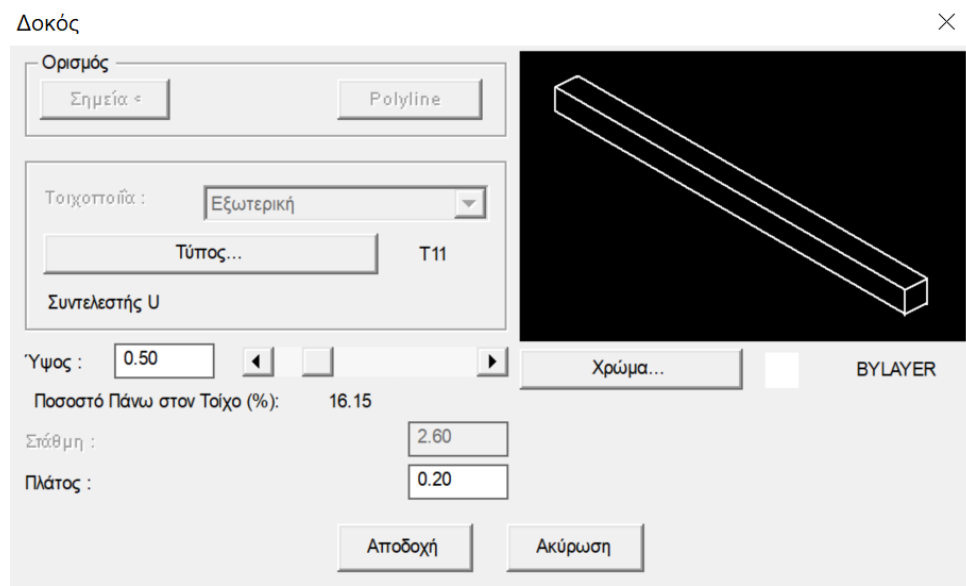 Δοκός
Ορισμός
Σημεία < Polyline
Τοιχοποιΐα : Εξωτερική
Τύπος... T11
Συντελεστής U
Ύψος : 0.50
Χρώμα... BYLAYER
Ποσοστό Πάνω στον Τοίχο (%): 16.15
Στάθμη : 2.60
Πλάτος : 0.20
Αποδοχή Ακύρωση